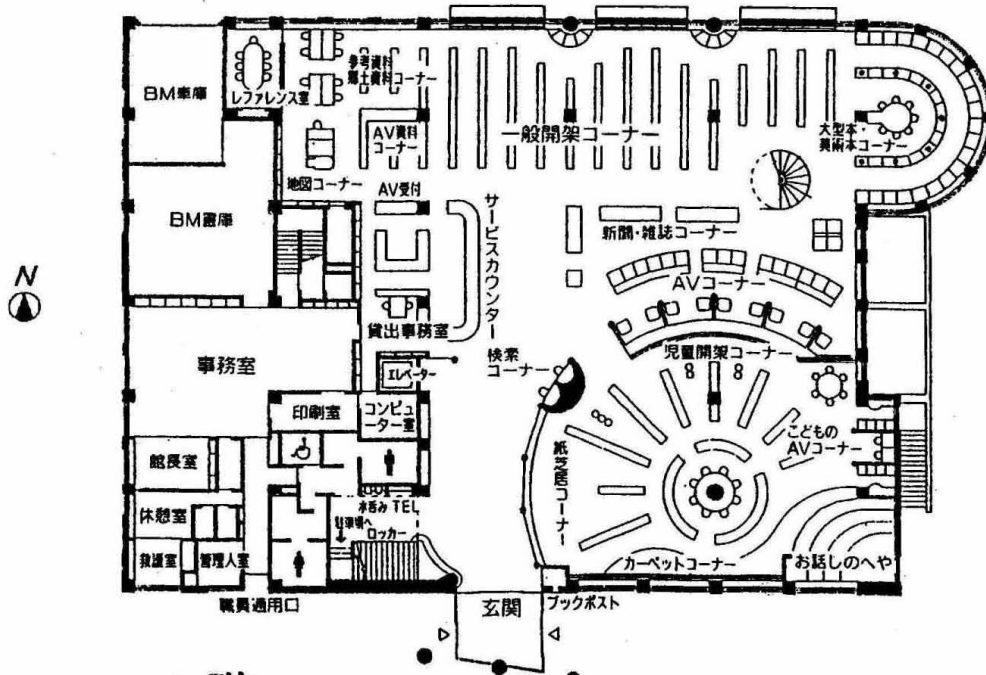 BM車庫
レファレンス室
参考資料
郷土資料コーナー
AV資料
コーナー
一般開架コーナー
大型本・
美術本コーナー
地図コーナー
AV受付
BM書庫
サービスカウンター
新聞・雑誌コーナー
N
AVコーナー
貸出事務室
児童開架コーナー
事務室
エレベーター
検索
コーナー
印刷室
コンピュ
ーター室
こどもの
AVコーナー
館長室
紙芝居コーナー
水呑み TEL
休憩室
駐車場へ
ロッカー
救護室
管理人室
カーペットコーナー
お話しのへや
職員通用口
玄関
ブックポスト